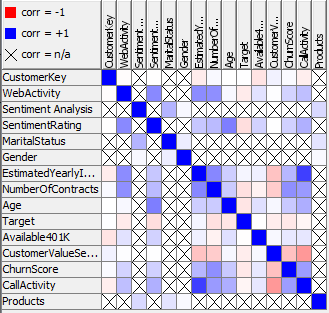 corr = -1
corr = +1
corr = n/a
CustomerKey
WebActivity
Sentiment...
Sentiment...
MaritalStatus
Gender
EstimatedY...
NumberOf...
Age
Target
Available4...
CustomerV...
ChurnScore
CallActivity
Products
CustomerKey
WebActivity
Sentiment Analysis
SentimentRating
MaritalStatus
Gender
EstimatedYearlyI...
NumberOfContracts
Age
Target
Available401K
CustomerValueSe...
ChurnScore
CallActivity
Products